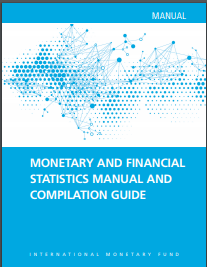 MANUAL
MONETARY AND FINANCIAL
STATISTICS MANUAL AND
COMPILATION GUIDE
INTERNATIONAL MONETARY FUND